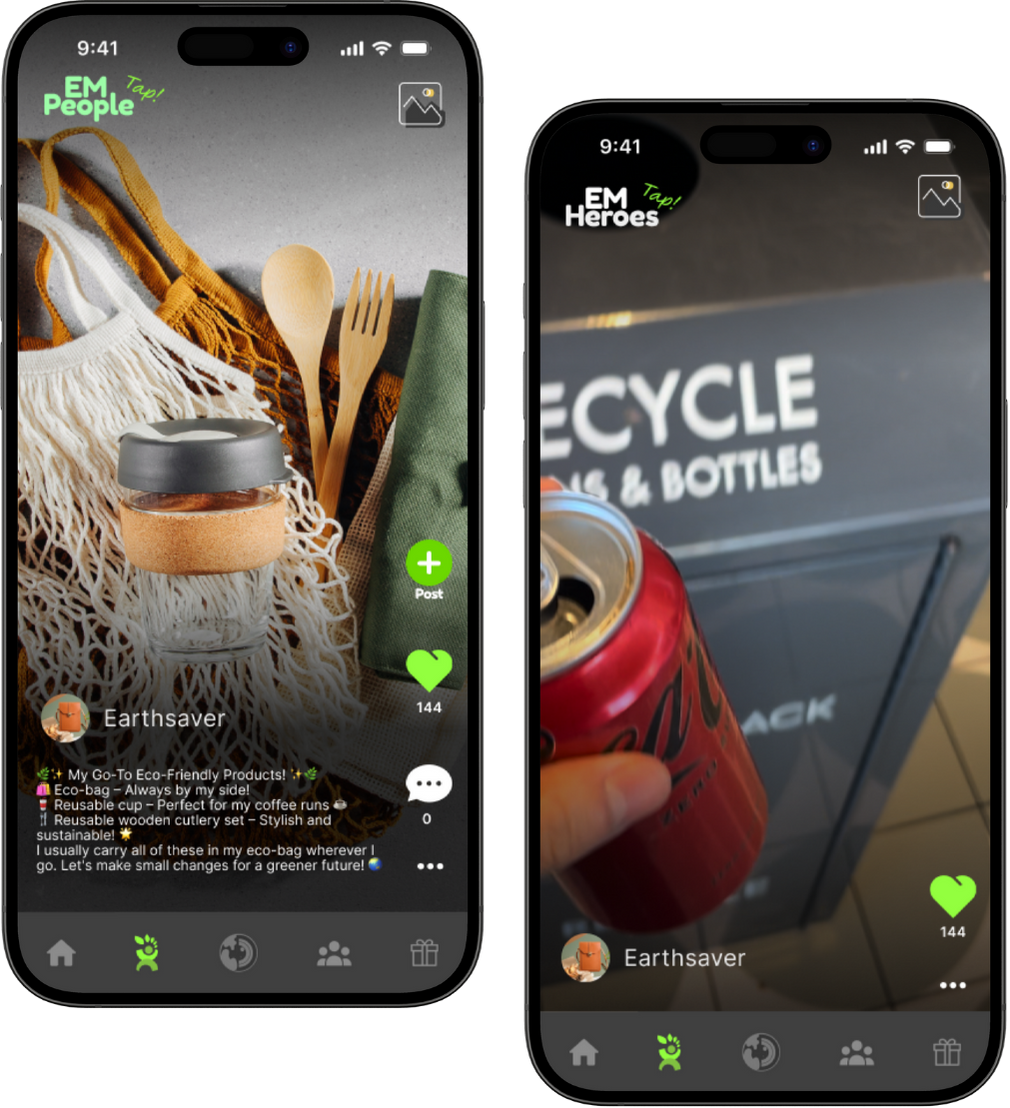 9:41
EM
People
Tap!
Post
144
Earthsaver
🌿✨ My Go-To Eco-Friendly Products! ✨🌿
🛍️ Eco-bag – Always by my side!
🥤 Reusable cup – Perfect for my coffee runs ☕
🍴 Reusable wooden cutlery set – Stylish and
sustainable! 🌟
I usually carry all of these in my eco-bag wherever I
go. Let's make small changes for a greener future! 🌏
0
9:41
EM
Heroes
Tap!
ECYCLE
NS & BOTTLES
ACK
ZERO
144
Earthsaver